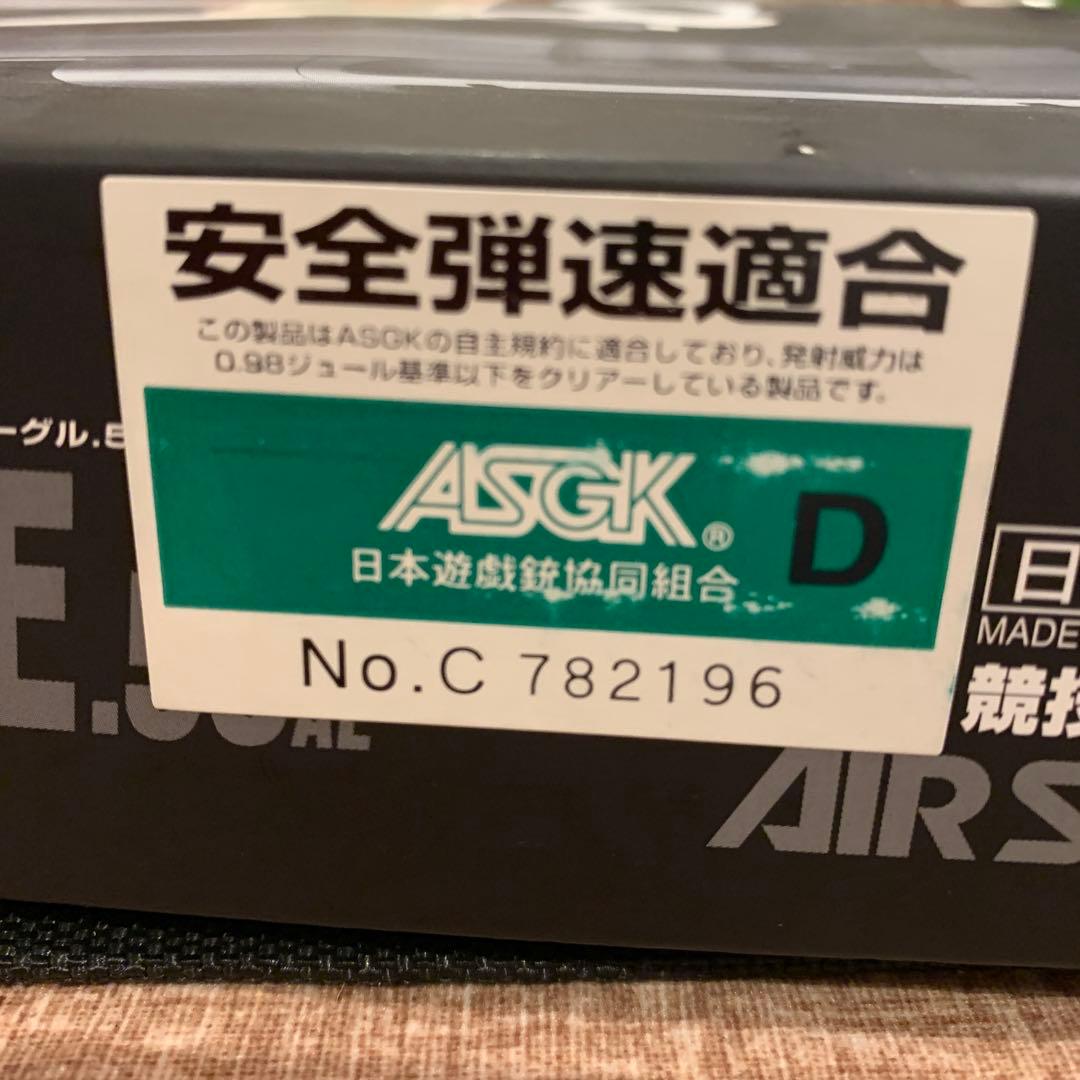 安全弾速適合
この製品はASGKの自主規約に適合しており、発射威力は
0.98ジュール基準以下をクリアーしている製品です。
ーグル.5
ASGK® D
日本遊戯銃協同組合
E.50AE
日
MADE
No.C 782196
競技
AIR S